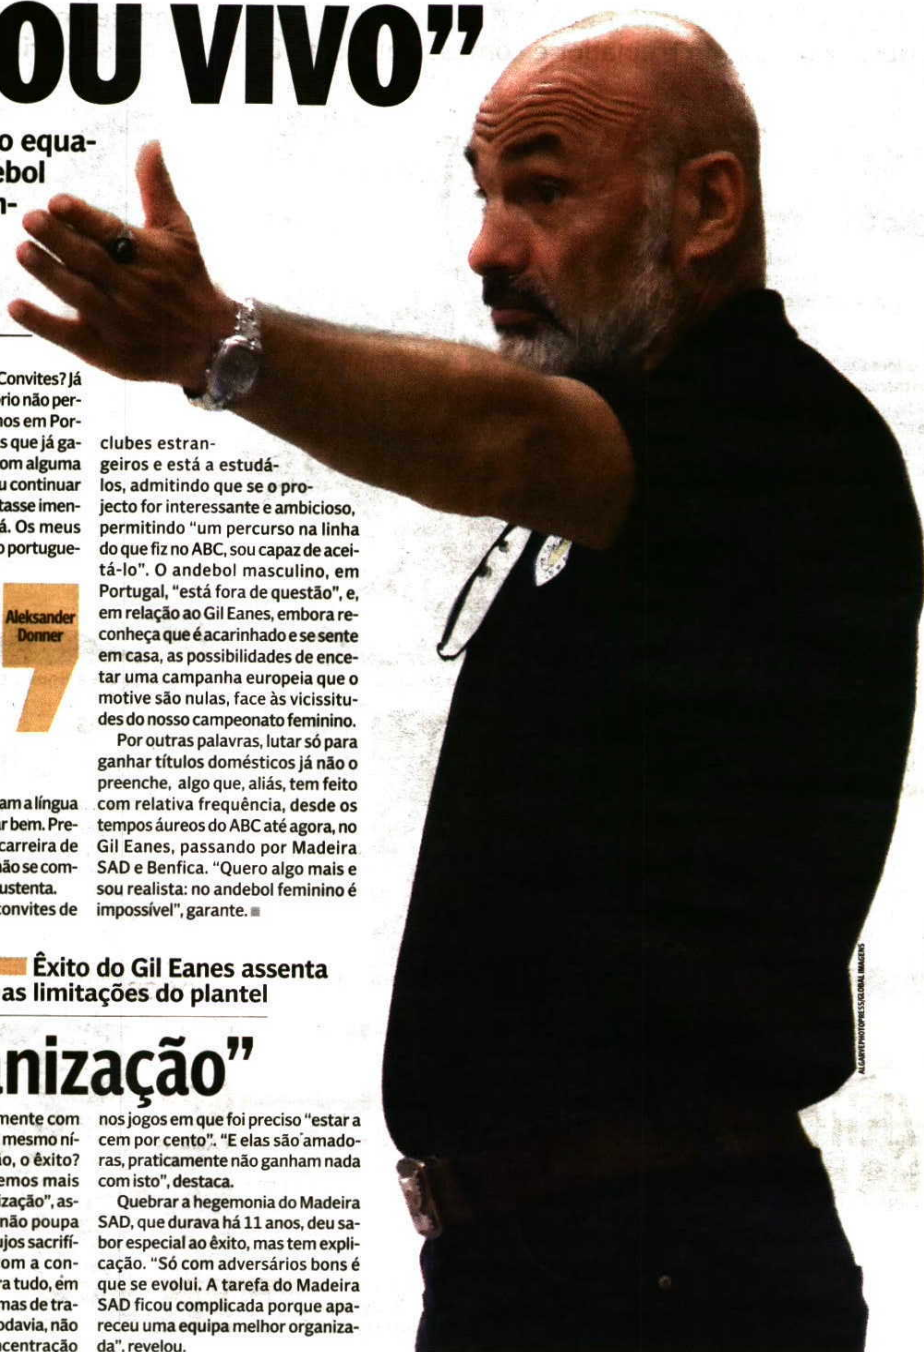 OU VIVO”
o equa-
ebol
n-
Convites? Já
rio não per-
nos em Por-
s que já ga-
om alguma
u continuar
tasse imen-
á. Os meus
o portugue-
Aleksander
Donner
am a língua
r bem. Pre-
carreira de
não se com-
ustenta.
convites de
clubes estran-
geiros e está a estudá-
los, admitindo que se o pro-
jecto for interessante e ambicioso,
permitindo “um percurso na linha
do que fiz no ABC, sou capaz de acei-
tá-lo”. O andebol masculino, em
Portugal, “está fora de questão”, e,
em relação ao Gil Eanes, embora re-
conheça que é acarinhado e se sente
em casa, as possibilidades de ence-
tar uma campanha europeia que o
motive são nulas, face às vicissitu-
des do nosso campeonato feminino.
Por outras palavras, lutar só para
ganhar títulos domésticos já não o
preenche, algo que, aliás, tem feito
com relativa frequência, desde os
tempos áureos do ABC até agora, no
Gil Eanes, passando por Madeira
SAD e Benfica. “Quero algo mais e
sou realista: no andebol feminino é
impossível”, garante.
ALGARVEPHOTOPRESS/GLOBAL IMAGENS
Êxito do Gil Eanes assenta
as limitações do plantel
nização”
mente com
mesmo ní-
ão, o êxito?
emos mais
ização”, as-
não poupa
ujos sacrifí-
om a con-
ra tudo, em
mas de tra-
odavia, não
ncentração
nos jogos em que foi preciso “estar a
cem por cento”. “E elas são amado-
ras, praticamente não ganham nada
com isto”, destaca.
Quebrar a hegemonia do Madeira
SAD, que durava há 11 anos, deu sa-
bor especial ao êxito, mas tem expli-
cação. “Só com adversários bons é
que se evolui. A tarefa do Madeira
SAD ficou complicada porque apa-
receu uma equipa melhor organiza-
da”, revelou.